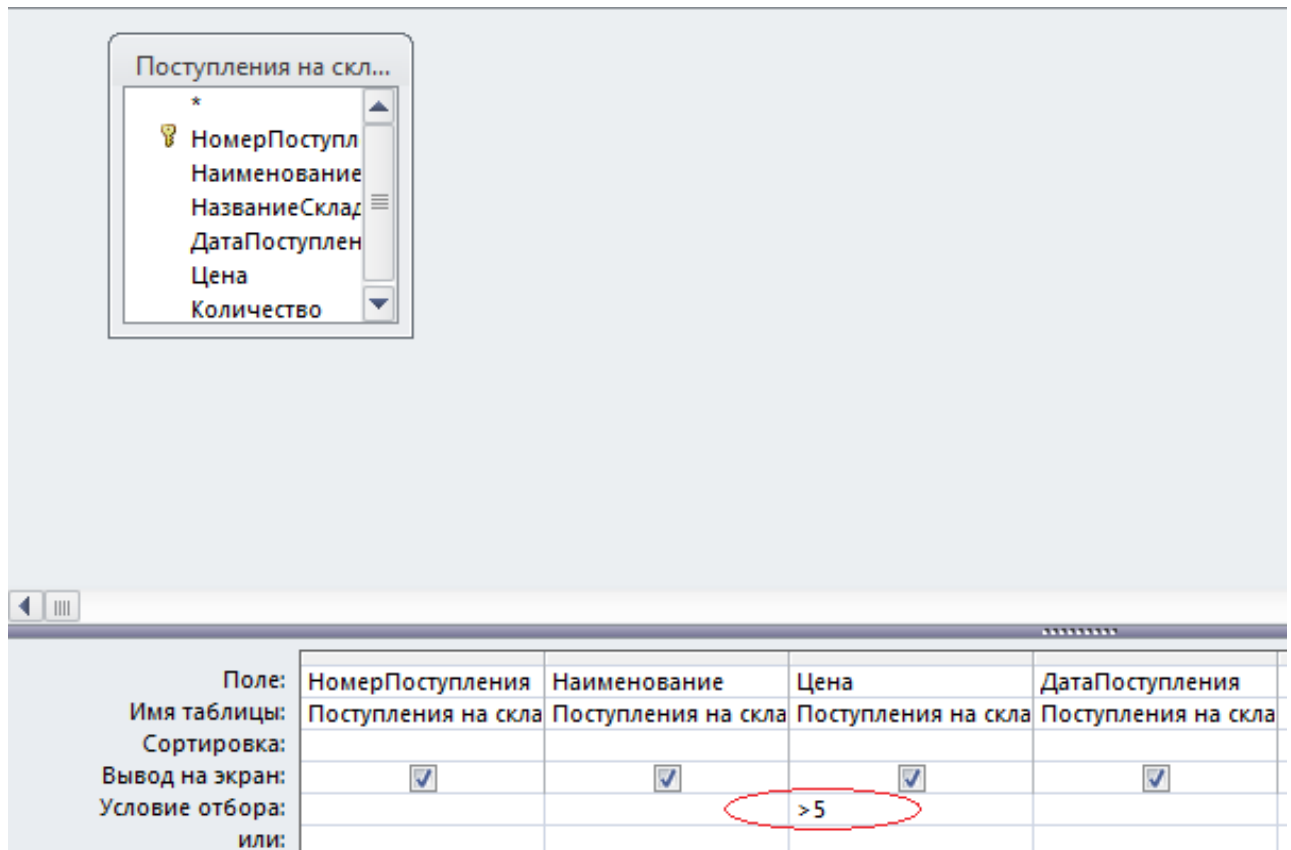 Поступления на скл...
*
НомерПоступл
Наименование
НазваниеСклад
ДатаПоступлен
Цена
Количество
Поле: НомерПоступления Наименование Цена ДатаПоступления
Имя таблицы: Поступления на скла Поступления на скла Поступления на скла Поступления на скла
Сортировка:
Вывод на экран:
Условие отбора: >5
или: